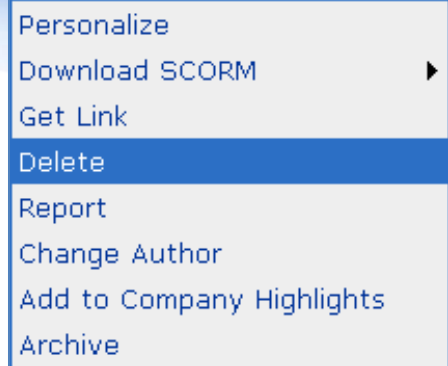 Personalize
Download SCORM
Get Link
Delete
Report
Change Author
Add to Company Highlights
Archive